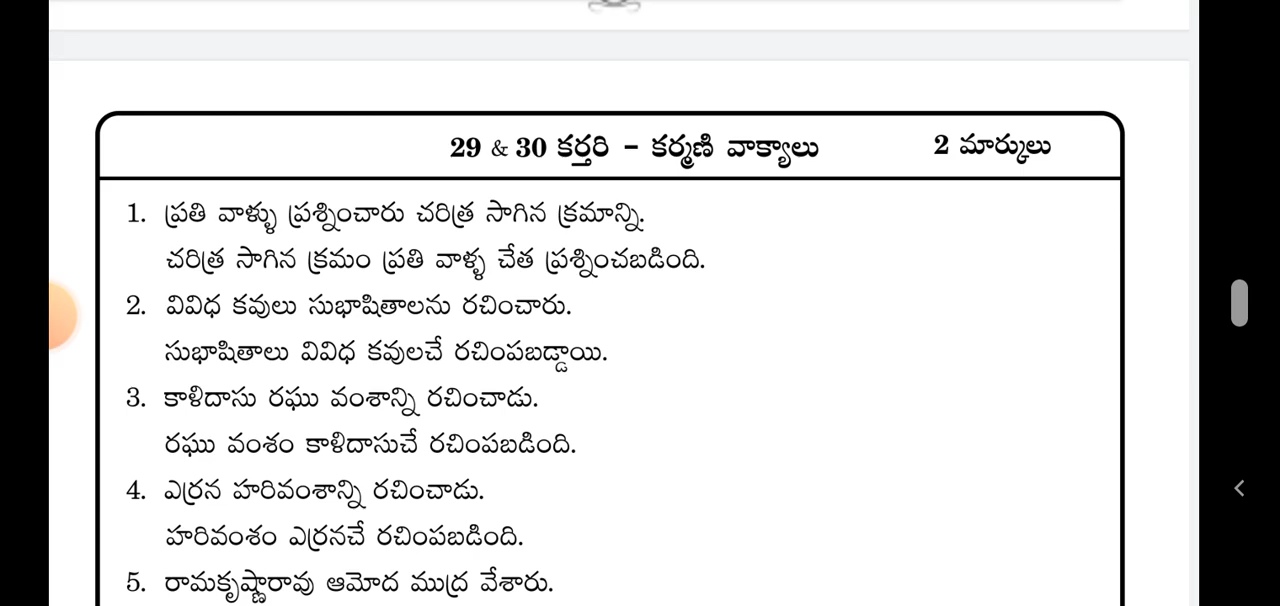 29 & 30 కర్తరి - కర్మణి వాక్యాలు 2 మార్కులు
1. ప్రతి వాళ్ళు ప్రశ్నించారు చరిత్ర సాగిన క్రమాన్ని.
చరిత్ర సాగిన క్రమం ప్రతి వాళ్ళ చేత ప్రశ్నించబడింది.
2. వివిధ కవులు సుభాషితాలను రచించారు.
సుభాషితాలు వివిధ కవులచే రచింపబడ్డాయి.
3. కాళిదాసు రఘు వంశాన్ని రచించాడు.
రఘు వంశం కాళిదాసుచే రచింపబడింది.
4. ఎర్రన హరివంశాన్ని రచించాడు.
హరివంశం ఎర్రనచే రచింపబడింది.
5. రామకృష్ణారావు ఆమోద ముద్ర వేశారు.